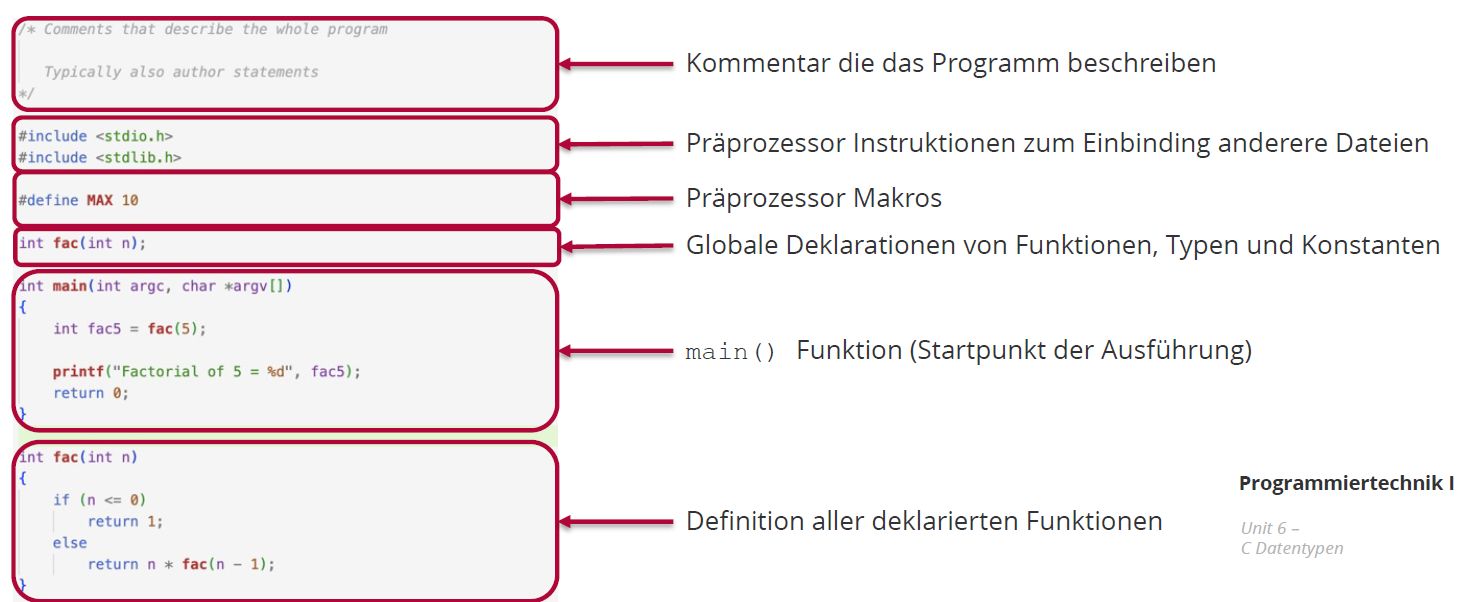 /* Comments that describe the whole program
Typically also author statements
*/
Kommentar die das Programm beschreiben
#include <stdio.h>
#include <stdlib.h>
Präprozessor Instruktionen zum Einbinding anderere Dateien
#define MAX 10
Präprozessor Makros
int fac(int n);
Globale Deklarationen von Funktionen, Typen und Konstanten
int main(int argc, char *argv[])
{
    int fac5 = fac(5);
    printf("Factorial of 5 = %d", fac5);
    return 0;
}
main() Funktion (Startpunkt der Ausführung)
int fac(int n)
{
    if (n <= 0)
        return 1;
    else
        return n * fac(n - 1);
}
Definition aller deklarierten Funktionen
Programmiertechnik I
Unit 6 –
C Datentypen